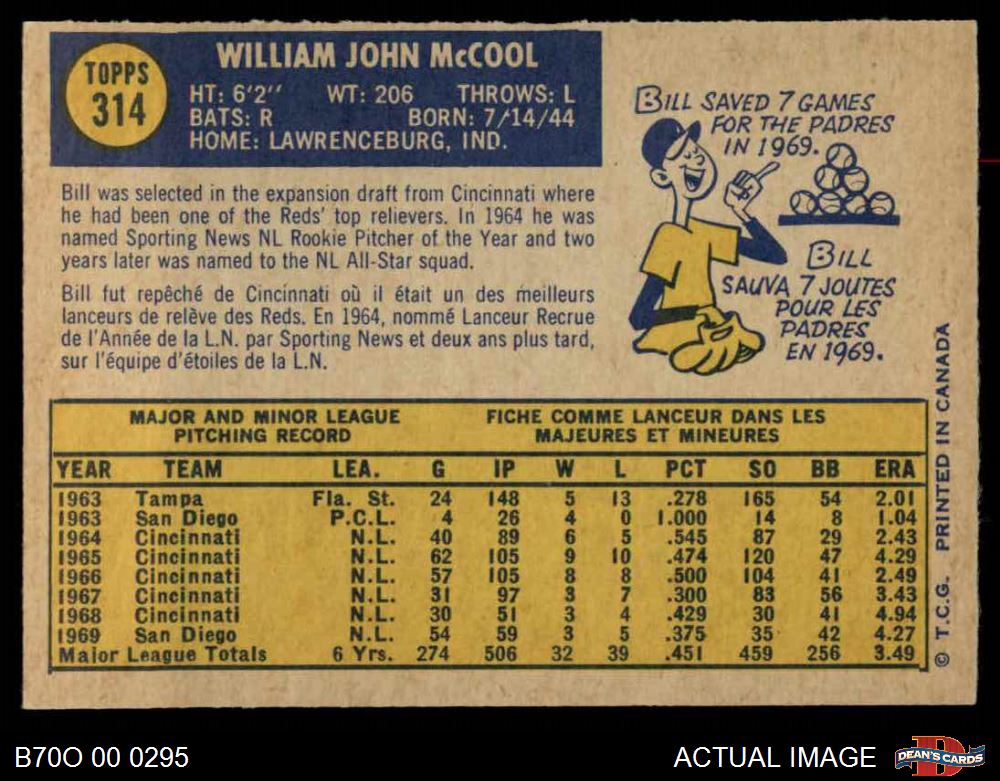 TOPPS
314
WILLIAM JOHN McCOOL
HT: 6'2'' WT: 206 THROWS: L
BATS: R BORN: 7/14/44
HOME: LAWRENCEBURG, IND.
Bill was selected in the expansion draft from Cincinnati where
he had been one of the Reds' top relievers. In 1964 he was
named Sporting News NL Rookie Pitcher of the Year and two
years later was named to the NL All-Star squad.
Bill fut repêché de Cincinnati où il était un des meilleurs
lanceurs de relève des Reds. En 1964, nommé Lanceur Recrue
de l'Année de la L.N. par Sporting News et deux ans plus tard,
sur l'équipe d'étoiles de la L.N.
BILL SAVED 7 GAMES
FOR THE PADRES
IN 1969.
BILL
SAUVA 7 JOUTES
POUR LES
PADRES
EN 1969.
MAJOR AND MINOR LEAGUE
PITCHING RECORD
FICHE COMME LANCEUR DANS LES
MAJEURES ET MINEURES
YEAR TEAM LEA. G IP W L PCT SO BB ERA
1963 Tampa Fla. St. 24 148 5 13 .278 165 54 2.01
1963 San Diego P.C.L. 4 26 4 0 1.000 14 8 1.04
1964 Cincinnati N.L. 40 89 6 5 .545 87 29 2.43
1965 Cincinnati N.L. 62 105 9 10 .474 120 47 4.29
1966 Cincinnati N.L. 57 105 8 8 .500 104 41 2.49
1967 Cincinnati N.L. 31 97 3 7 .300 83 56 3.43
1968 Cincinnati N.L. 30 51 3 4 .429 30 41 4.94
1969 San Diego N.L. 54 59 3 5 .375 35 42 4.27
Major League Totals 6 Yrs. 274 506 32 39 .451 459 256 3.49
© T.C.G. PRINTED IN CANADA
B70O 00 0295
ACTUAL IMAGE
D
DEAN'S CARDS